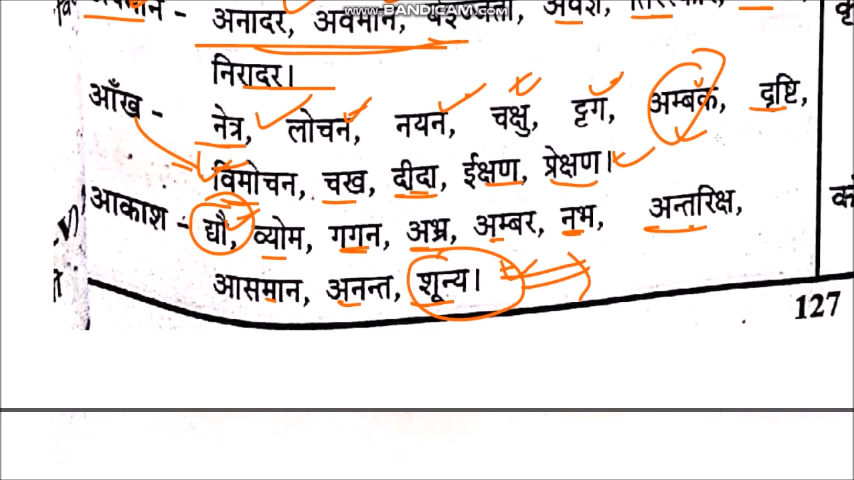 WWW.BANDICAM.COM
अनादर, अवमान,
निरादर।
आँख - नेत्र, लोचन, नयन, चक्षु, दृग, अम्बक, दृष्टि,
विमोचन, चख, दीदा, ईक्षण, प्रेक्षण।
आकाश - द्यौ, व्योम, गगन, अभ्र, अम्बर, नभ, अन्तरिक्ष,
आसमान, अनन्त, शून्य।
127